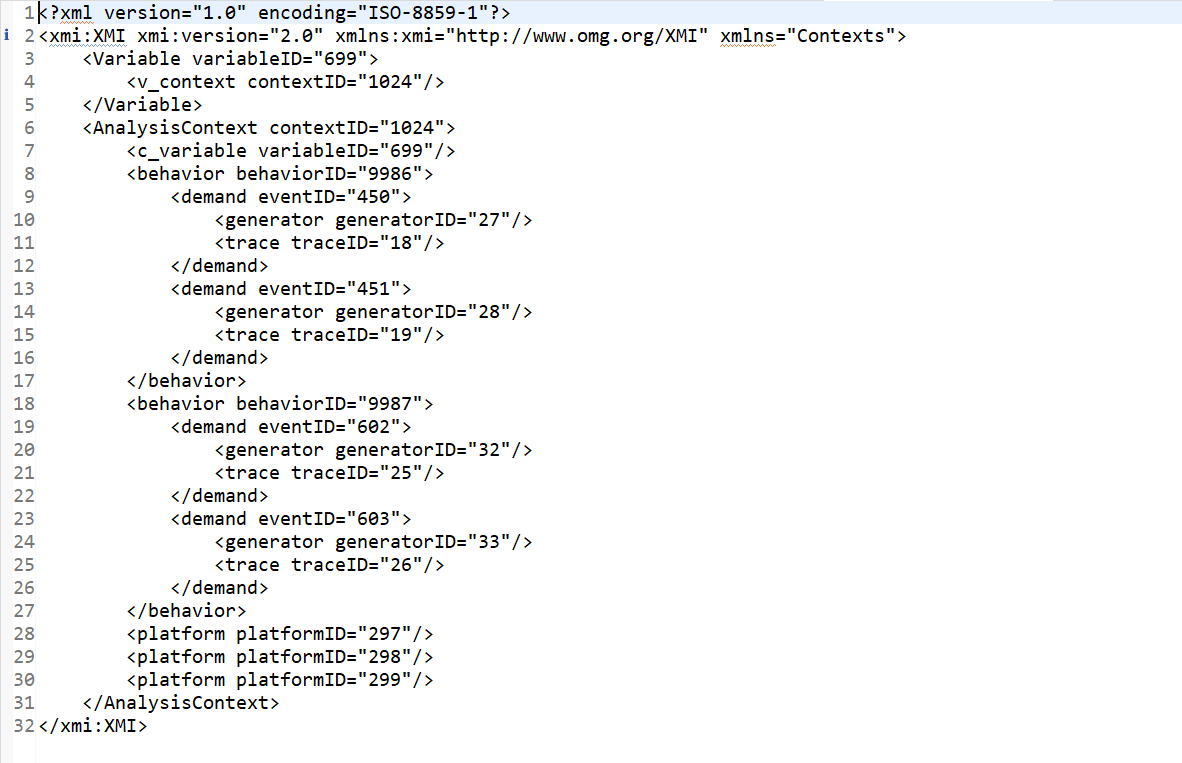 1 <?xml version="1.0" encoding="ISO-8859-1"?>
i 2 <xmi:XMI xmi:version="2.0" xmlns:xmi="http://www.omg.org/XMI" xmlns="Contexts">
3     <Variable variableID="699">
4         <v_context contextID="1024"/>
5     </Variable>
6     <AnalysisContext contextID="1024">
7         <c_variable variableID="699"/>
8         <behavior behaviorID="9986">
9             <demand eventID="450">
10                 <generator generatorID="27"/>
11                 <trace traceID="18"/>
12             </demand>
13             <demand eventID="451">
14                 <generator generatorID="28"/>
15                 <trace traceID="19"/>
16             </demand>
17         </behavior>
18         <behavior behaviorID="9987">
19             <demand eventID="602">
20                 <generator generatorID="32"/>
21                 <trace traceID="25"/>
22             </demand>
23             <demand eventID="603">
24                 <generator generatorID="33"/>
25                 <trace traceID="26"/>
26             </demand>
27         </behavior>
28         <platform platformID="297"/>
29         <platform platformID="298"/>
30         <platform platformID="299"/>
31     </AnalysisContext>
32 </xmi:XMI>